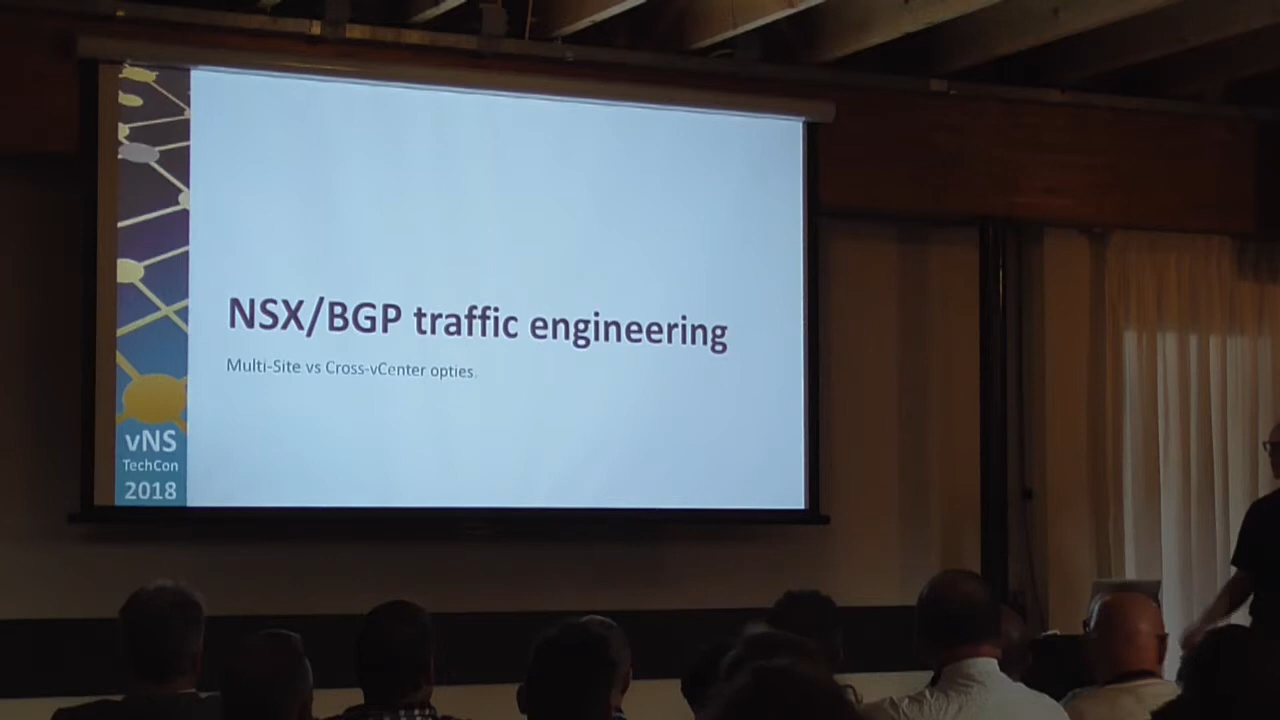 NSX/BGP traffic engineering
Multi-Site vs Cross-vCenter opties.
vNS
TechCon
2018